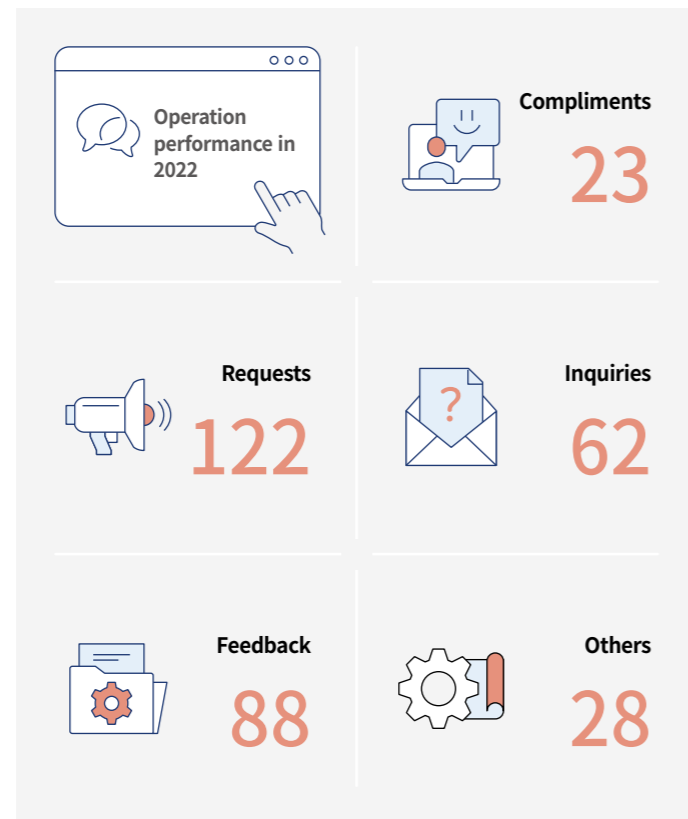 Operation
performance in
2022
Compliments
23
Requests
122
Inquiries
?
62
Feedback
88
Others
28